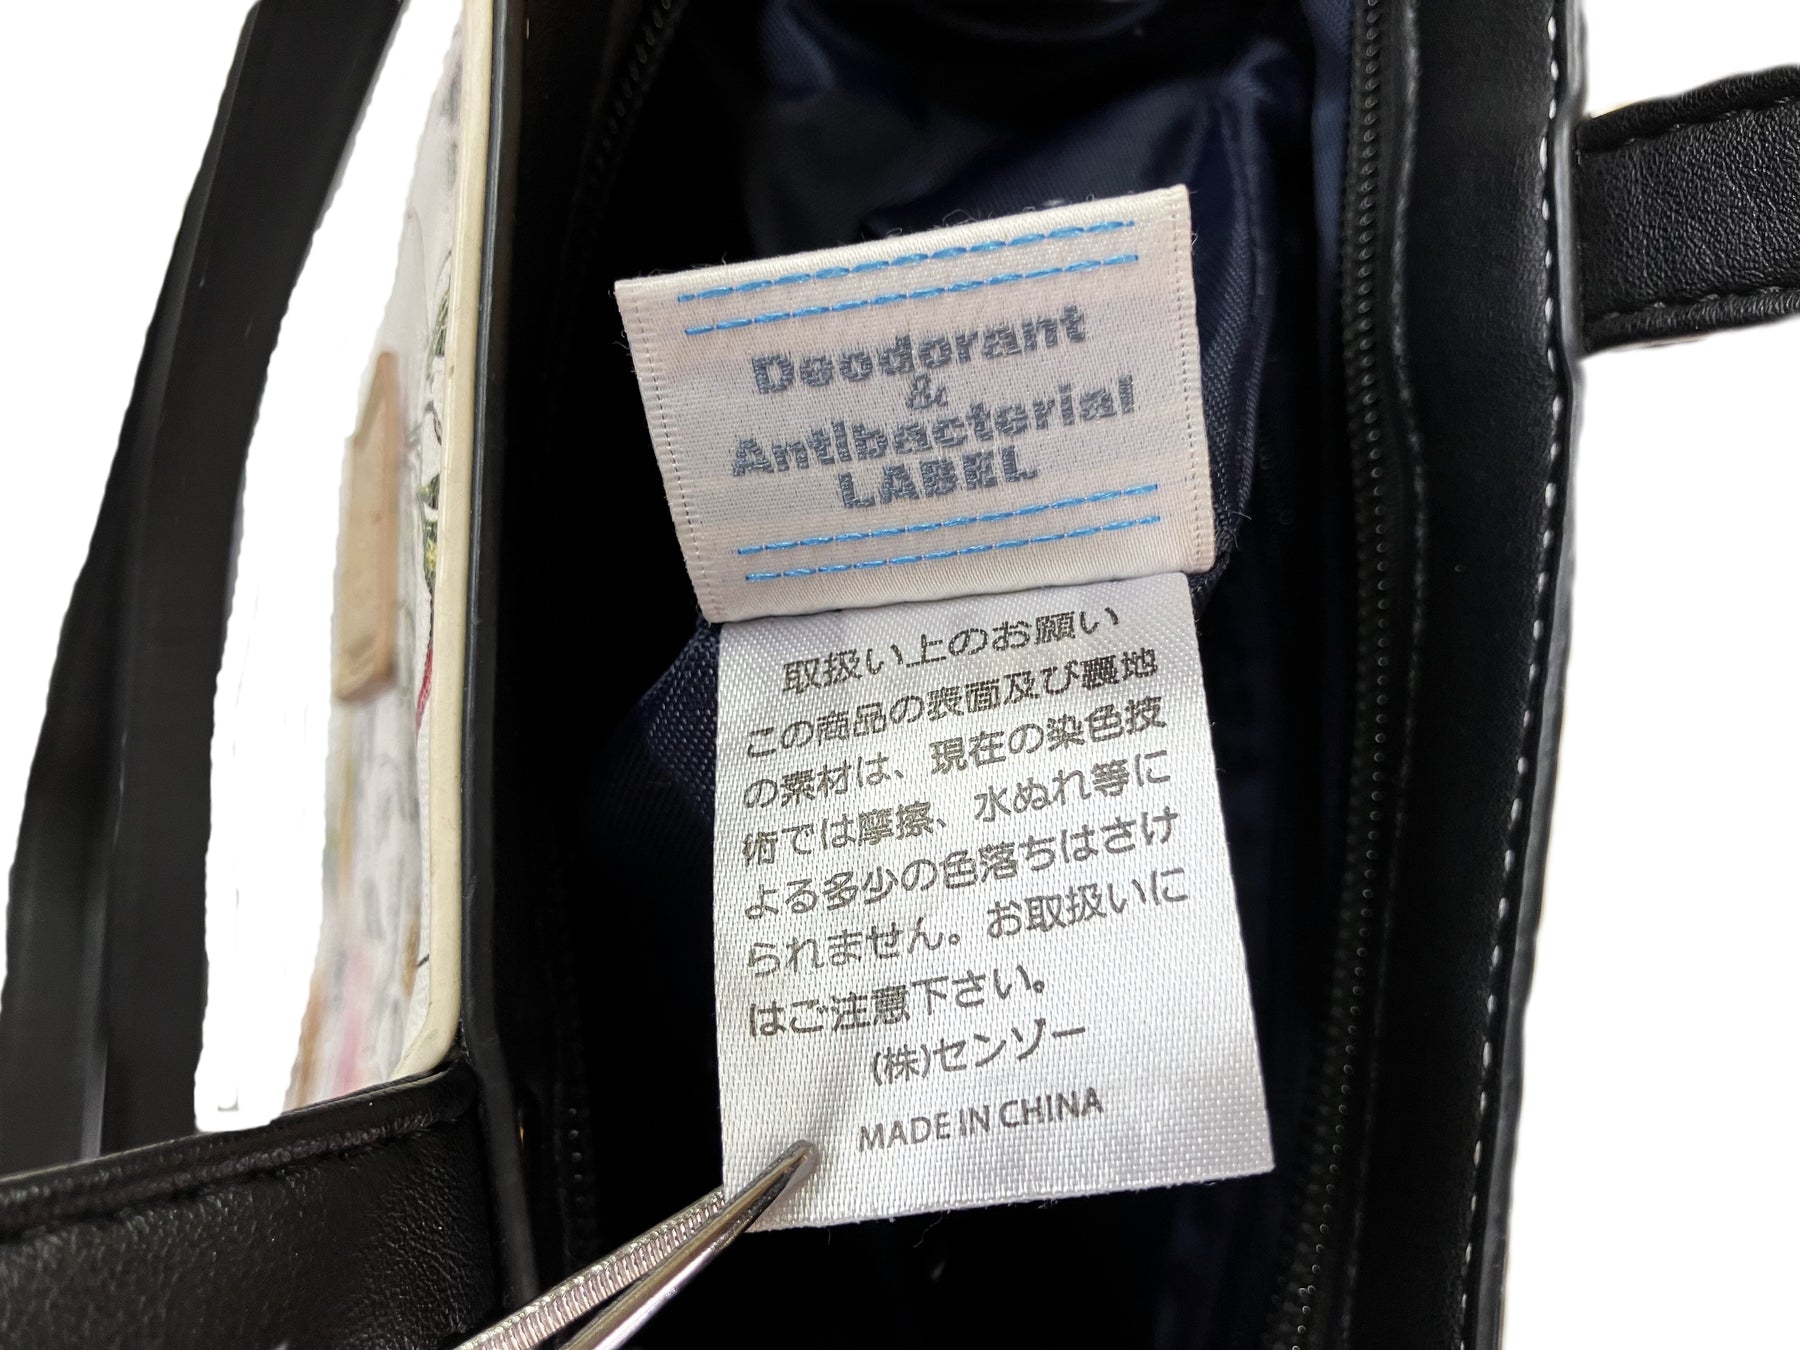 Deodorant
&
Antibacterial
LABEL
取扱い上のお願い
この商品の表面及び裏地
の素材は、現在の染色技
術では摩擦、水ぬれ等に
よる多少の色落ちはさけ
られません。お取扱いに
はご注意下さい。
(株)センゾー
MADE IN CHINA